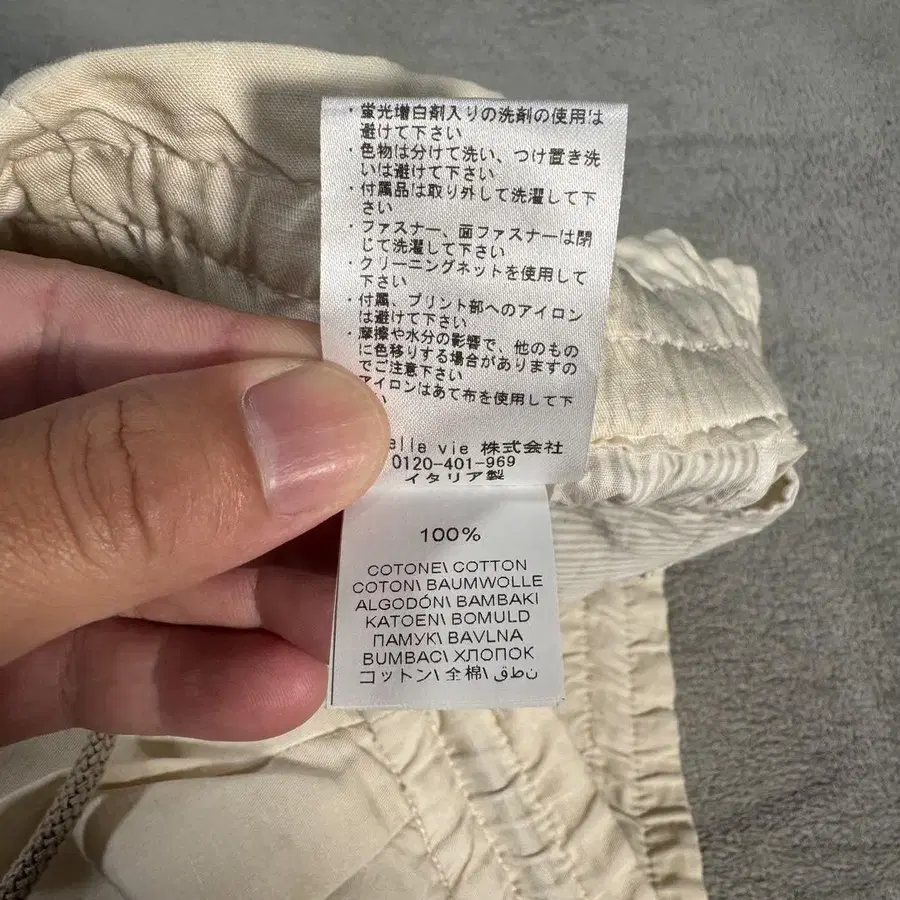 ・蛍光増白剤入りの洗剤の使用は
避けて下さい
・色物は分けて洗い、つけ置き洗
いは避けて下さい
・付属品は取り外して洗濯して下
さい
・ファスナー、面ファスナーは閉
じて洗濯して下さい
・クリーニングネットを使用して
下さい
・付属、プリント部へのアイロン
は避けて下さい
・摩擦や水分の影響で、他のもの
に色移りする場合がありますの
でご注意下さい
アイロンはあて布を使用して下
い
elle vie 株式会社
0120-401-969
イタリア製
100%
COTONE\ COTTON
COTON\ BAUMWOLLE
ALGODÓN\ BAMBAKI
KATOEN\ BOMULD
ПАМУК\ BAVLNA
BUMBAC\ ХЛОПОК
コットン\ 全棉\ نطق